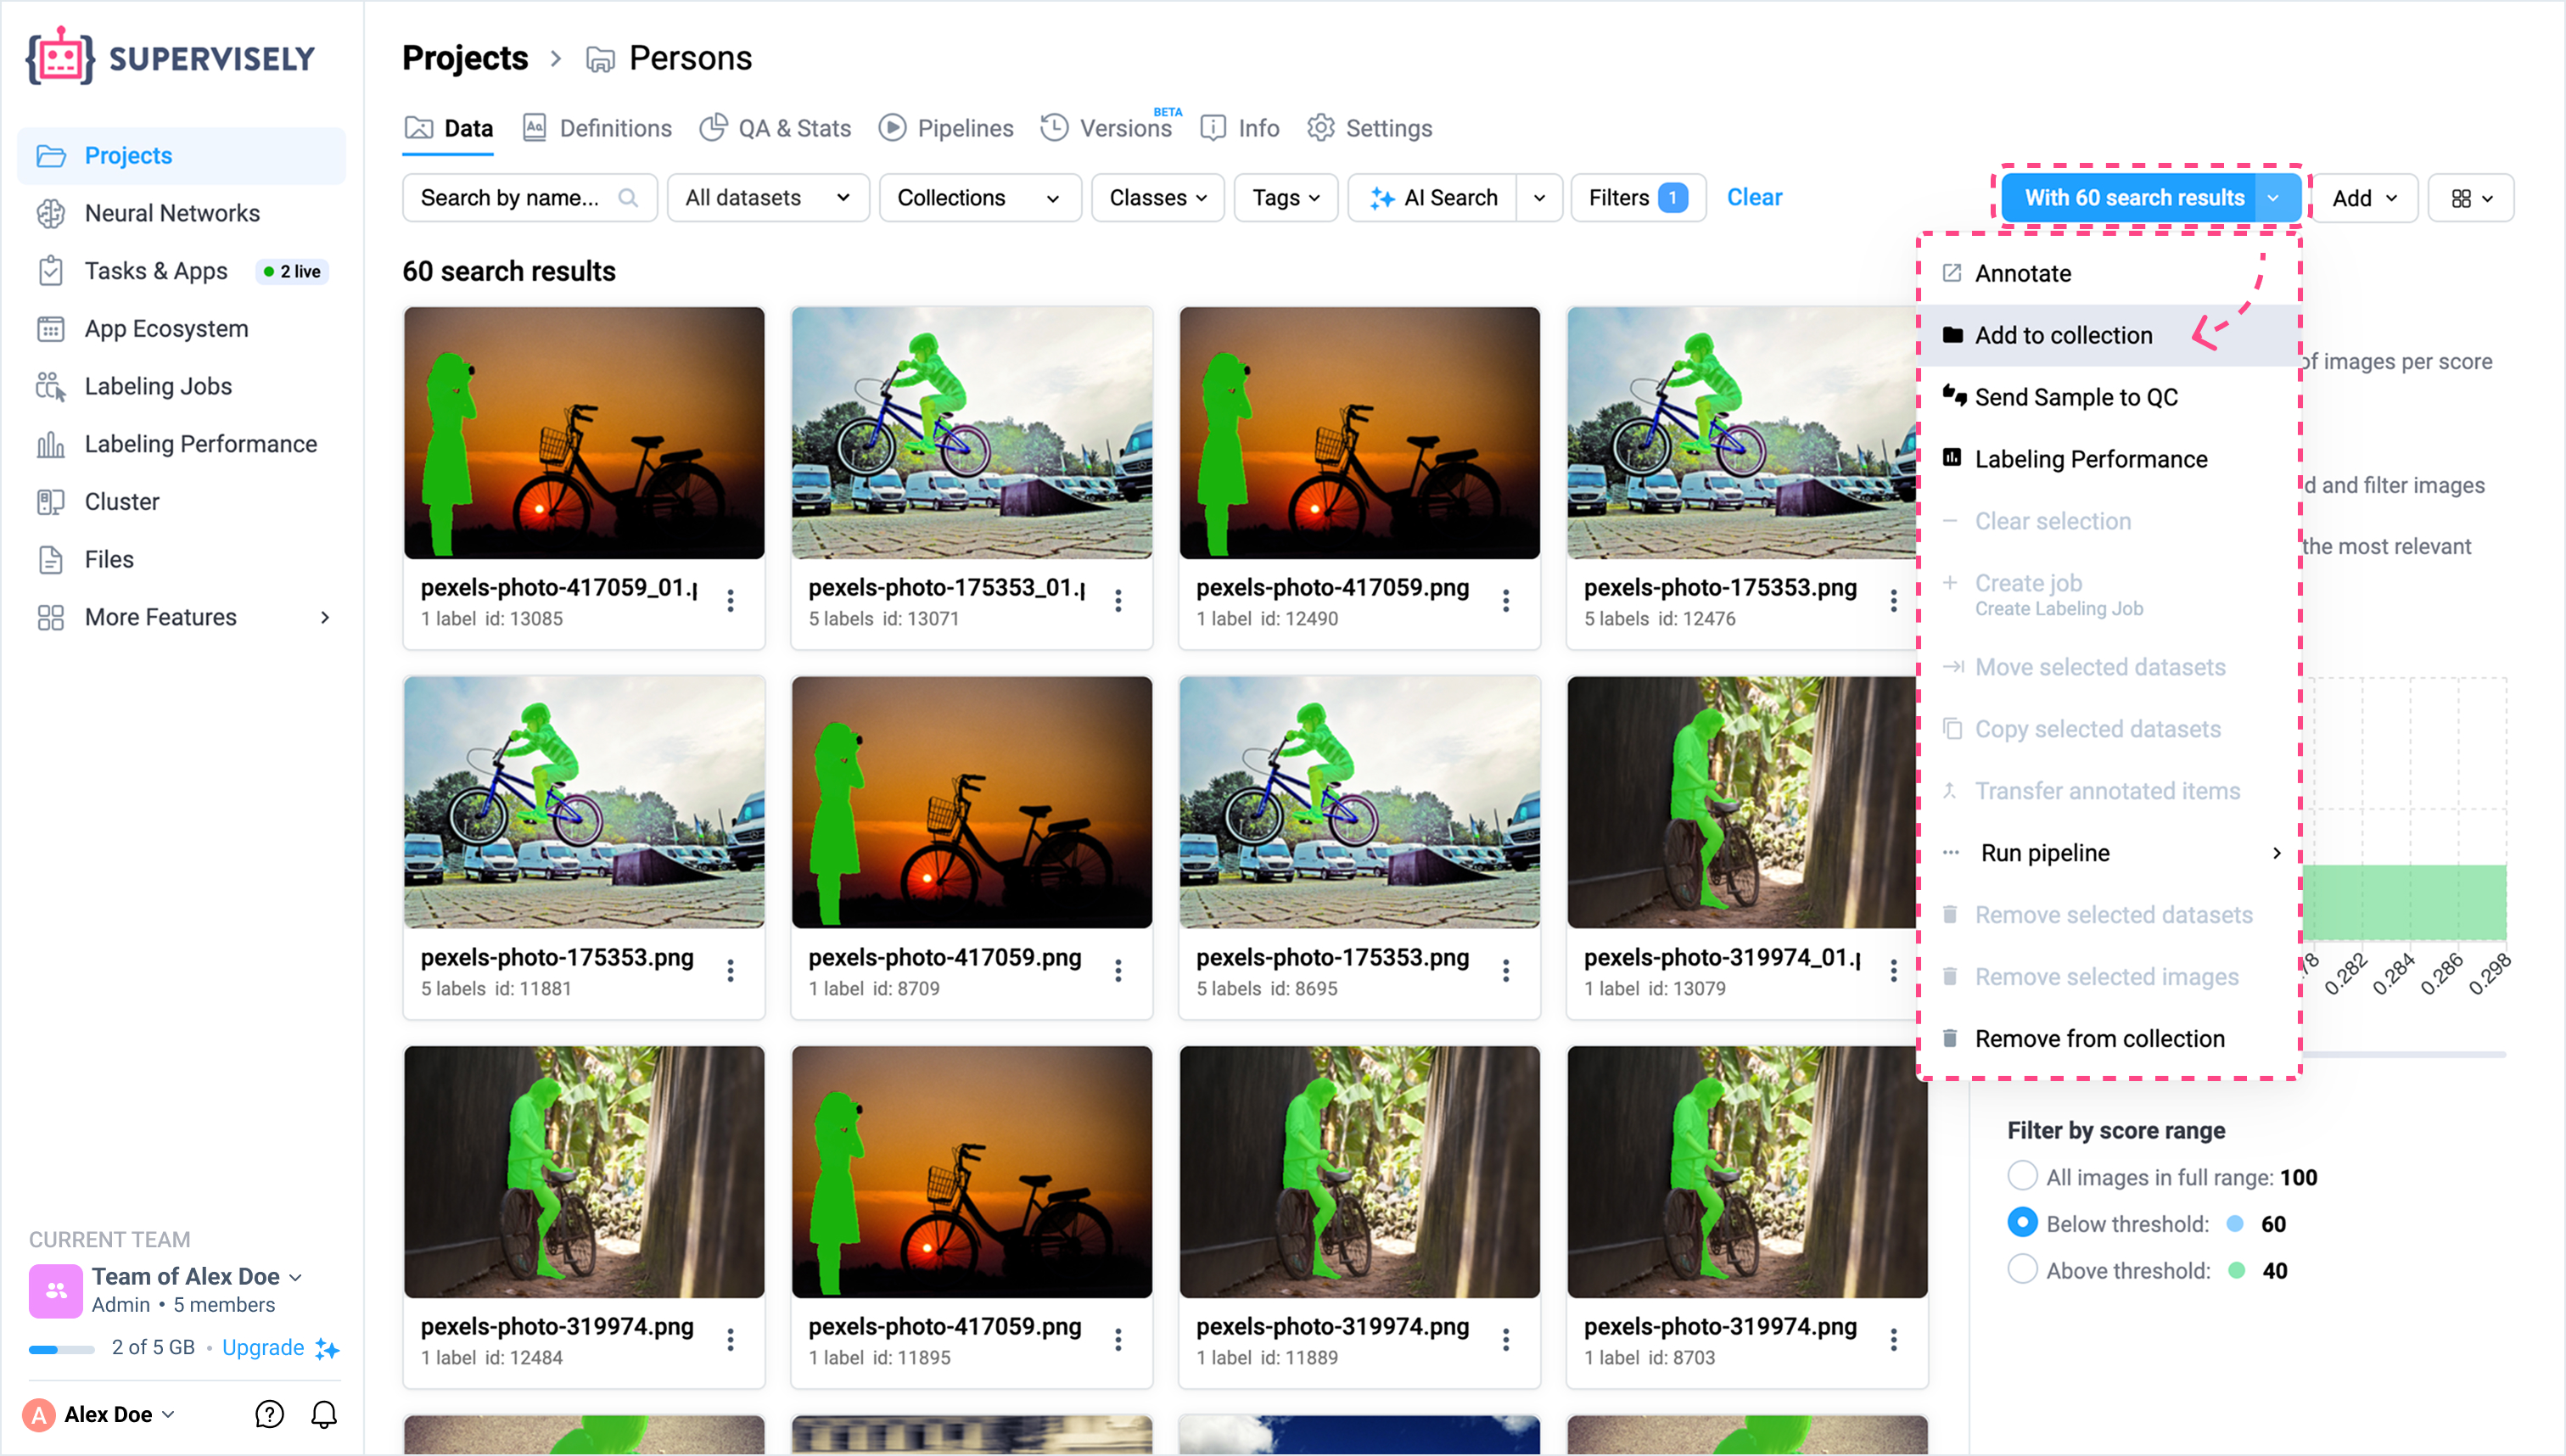 SUPERVISELY
Projects
Neural Networks
Tasks & Apps 2 live
App Ecosystem
Labeling Jobs
Labeling Performance
Cluster
Files
More Features
CURRENT TEAM
Team of Alex Doe
Admin • 5 members
2 of 5 GB • Upgrade
A Alex Doe
Projects > Persons
Data Definitions QA & Stats Pipelines Versions BETA Info Settings
Search by name... All datasets Collections Classes Tags AI Search Filters 1 Clear With 60 search results Add
60 search results
pexels-photo-417059_01.p
1 label id: 13085
pexels-photo-175353_01.p
5 labels id: 13071
pexels-photo-417059.png
1 label id: 12490
pexels-photo-175353.png
5 labels id: 12476
pexels-photo-175353.png
5 labels id: 11881
pexels-photo-417059.png
1 label id: 8709
pexels-photo-175353.png
5 labels id: 8695
pexels-photo-319974_01.p
1 label id: 13079
pexels-photo-319974.png
1 label id: 12484
pexels-photo-417059.png
1 label id: 11895
pexels-photo-319974.png
1 label id: 11889
pexels-photo-319974.png
1 label id: 8703
Annotate
Add to collection
Send Sample to QC
Labeling Performance
Clear selection
Create job
Create Labeling Job
Move selected datasets
Copy selected datasets
Transfer annotated items
Run pipeline
Remove selected datasets
Remove selected images
Remove from collection
of images per score
d and filter images
the most relevant
78 0.282 0.284 0.286 0.298
Filter by score range
All images in full range: 100
Below threshold: 60
Above threshold: 40